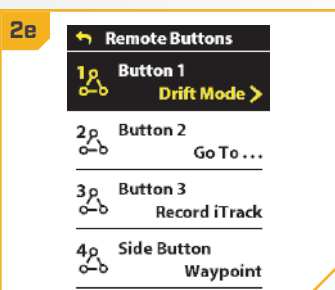 2e
Remote Buttons
1 Button 1
Drift Mode >
2 Button 2
Go To ...
3 Button 3
Record iTrack
4 Side Button
Waypoint